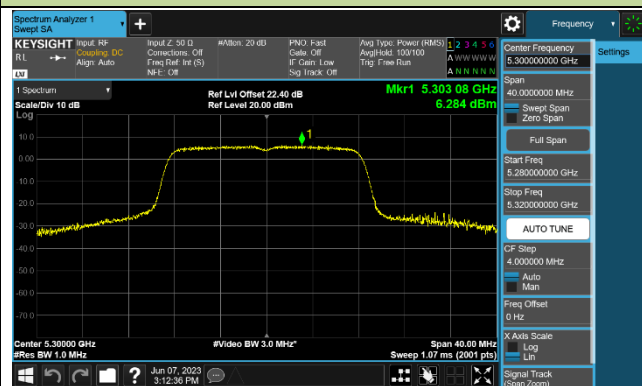 Spectrum Analyzer 1
Swept SA
Frequency
KEYSIGHT
RL
LXI
Input: RF
Coupling: DC
Align: Auto
Input Z: 50 Ω
Corrections: Off
Freq Ref: Int (S)
NFE: Off
#Atten: 20 dB
PNO: Fast
Gate: Off
IF Gain: Low
Sig Track: Off
Avg Type: Power (RMS)
Avg|Hold: 100/100
Trig: Free Run
1 2 3 4 5 6
A W W W W W
A N N N N N
1 Spectrum
Scale/Div 10 dB
Log
Ref Lvl Offset 22.40 dB
Ref Level 20.00 dBm
Mkr1 5.303 08 GHz
6.284 dBm
1
10.0
0.00
-10.0
-20.0
-30.0
-40.0
-50.0
-60.0
-70.0
Center 5.30000 GHz
#Res BW 1.0 MHz
#Video BW 3.0 MHz*
Span 40.00 MHz
Sweep 1.07 ms (2001 pts)
Center Frequency
5.300000000 GHz
Settings
Span
40.0000000 MHz
Swept Span
Zero Span
Full Span
Start Freq
5.280000000 GHz
Stop Freq
5.320000000 GHz
AUTO TUNE
CF Step
4.000000 MHz
Auto
Man
Freq Offset
0 Hz
X Axis Scale
Log
Lin
Signal Track
(Span Zoom)
Jun 07, 2023
3:12:36 PM